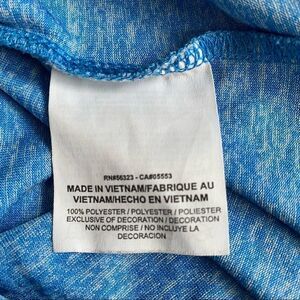 RN#56323 - CA#05553
MADE IN VIETNAM/FABRIQUE AU
VIETNAM/HECHO EN VIETNAM
100% POLYESTER / POLYESTER / POLIESTER
EXCLUSIVE OF DECORATION / DECORATION
NON COMPRISE / NO INCLUYE LA
DECORACION